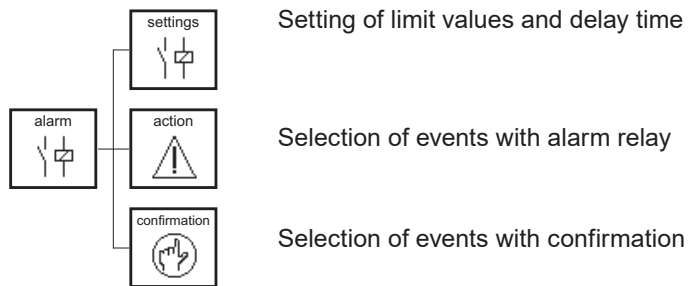 settings
Setting of limit values and delay time
alarm
action
Selection of events with alarm relay
confirmation
Selection of events with confirmation